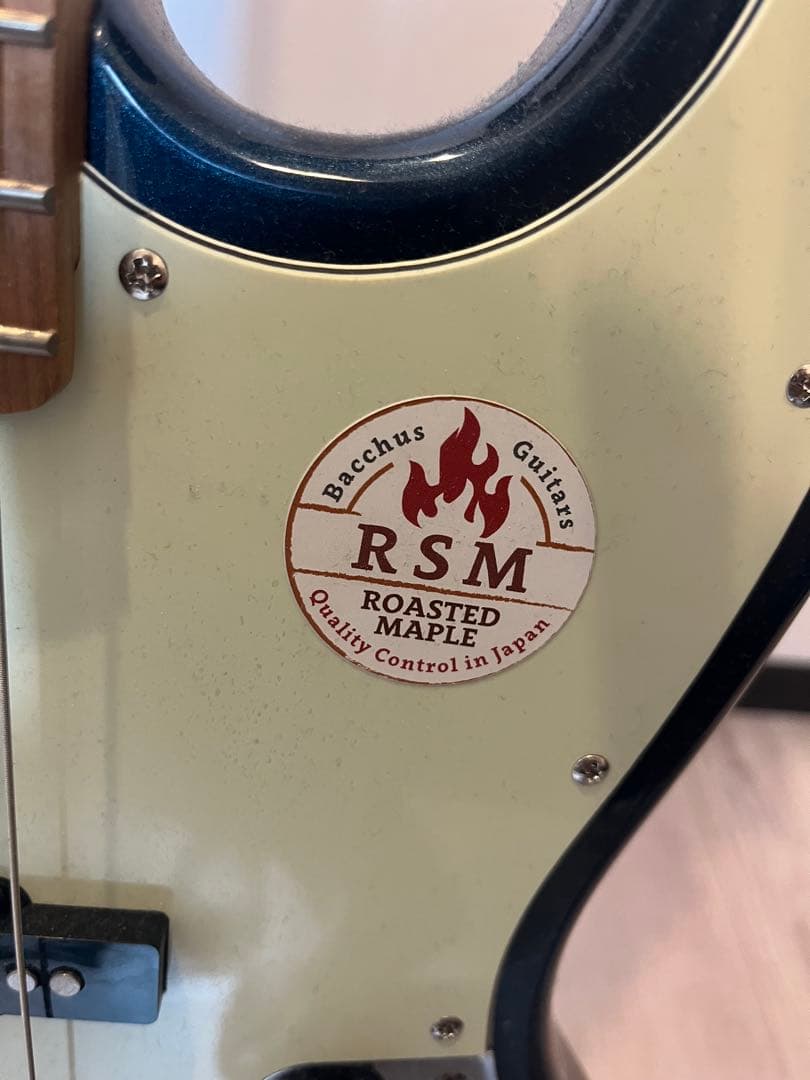 Bacchus Guitars
RSM
ROASTED
MAPLE
Quality Control in Japan